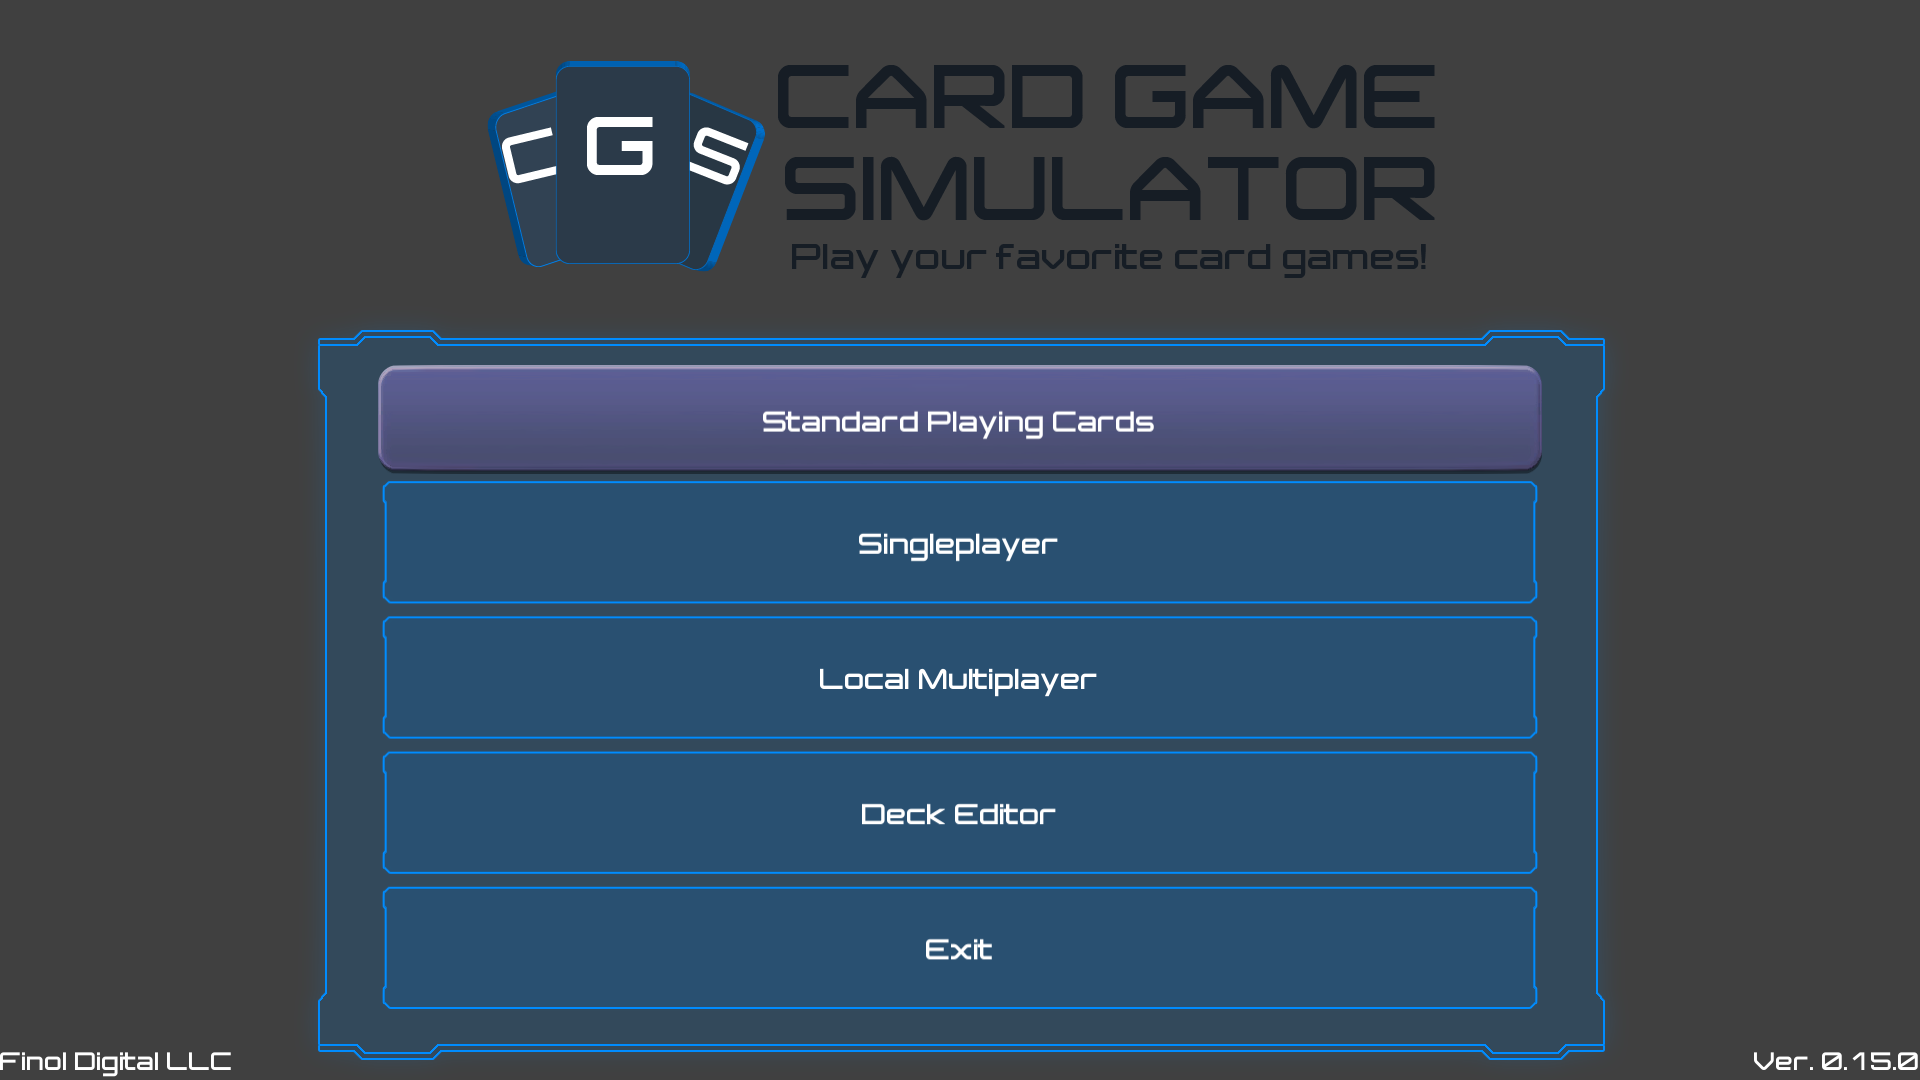 CGS
CARD GAME
SIMULATOR
Play your favorite card games!
Standard Playing Cards
Singleplayer
Local Multiplayer
Deck Editor
Exit
Finol Digital LLC
Ver. 0.15.0